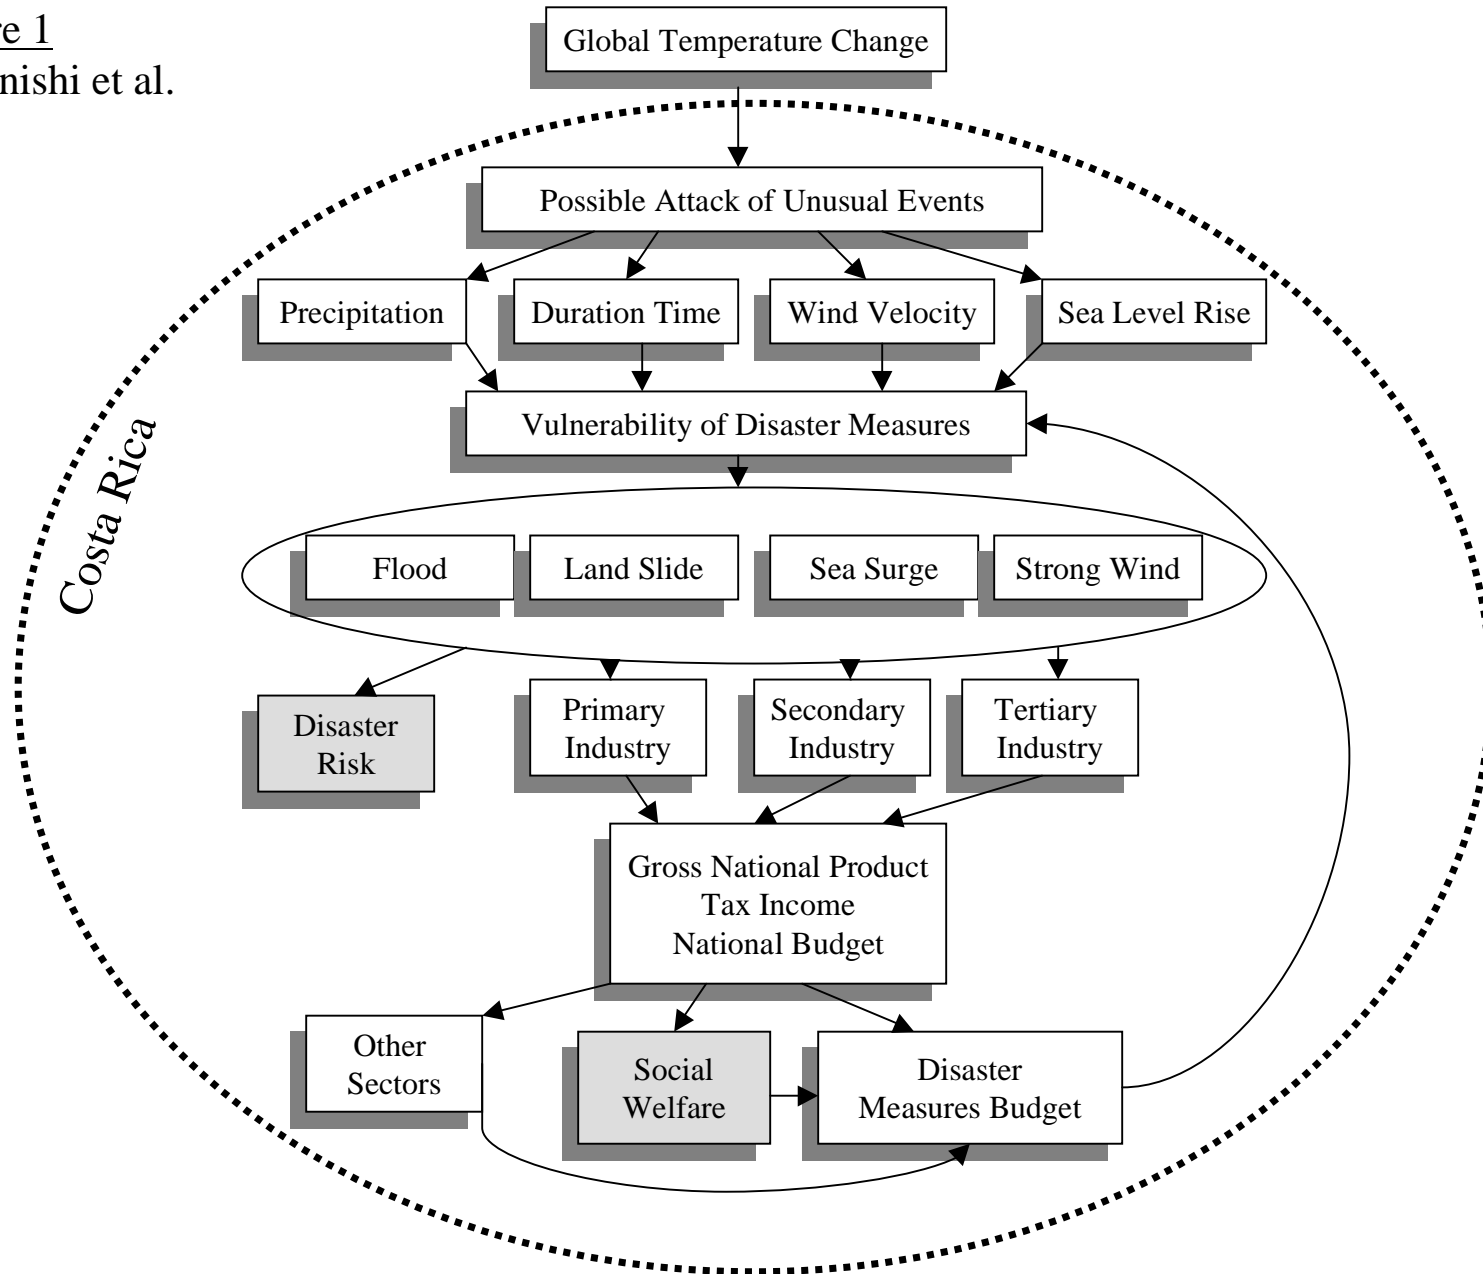 re 1
nishi et al.
Global Temperature Change
Possible Attack of Unusual Events
Precipitation
Duration Time
Wind Velocity
Sea Level Rise
Vulnerability of Disaster Measures
Costa Rica
Flood
Land Slide
Sea Surge
Strong Wind
Disaster
Risk
Primary
Industry
Secondary
Industry
Tertiary
Industry
Gross National Product
Tax Income
National Budget
Other
Sectors
Social
Welfare
Disaster
Measures Budget